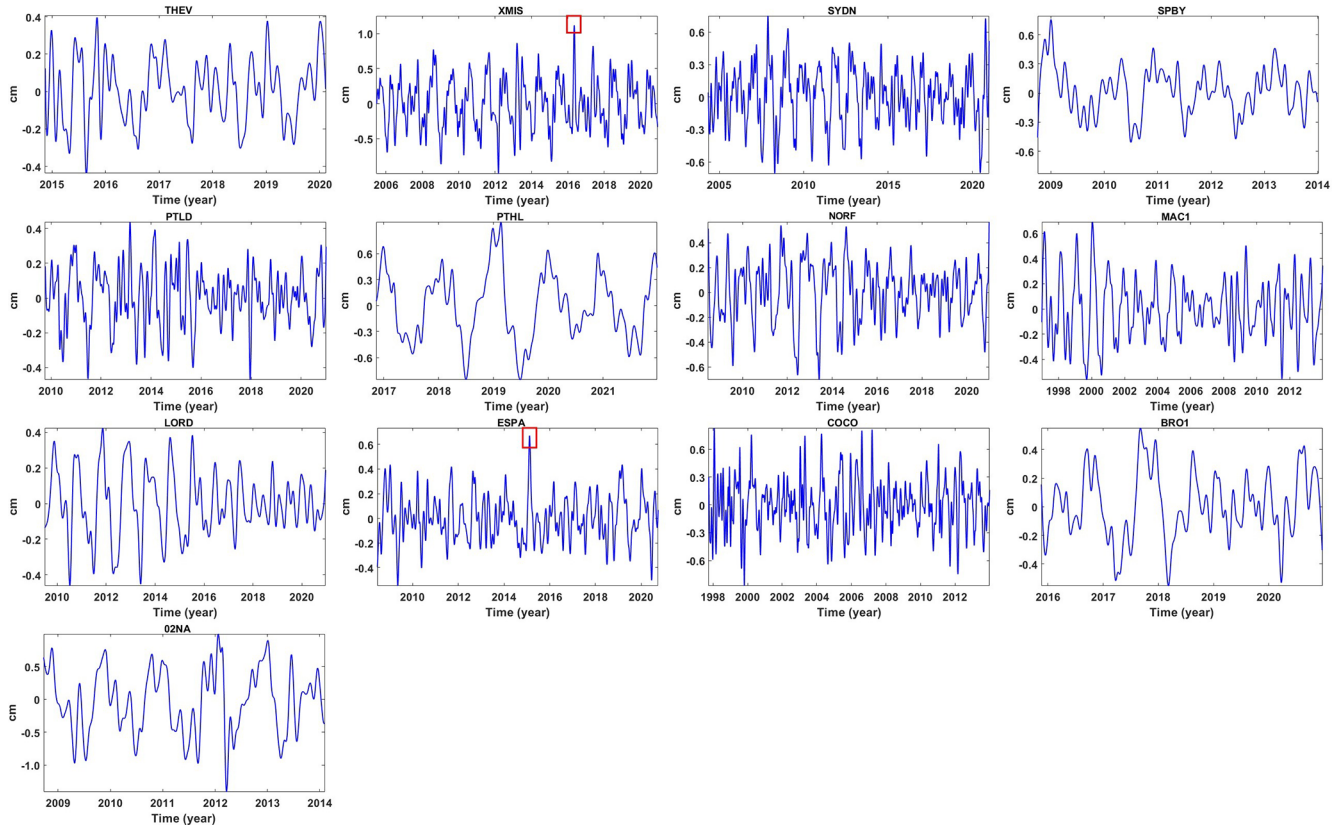 THEV
cm
0.4
0.2
0
-0.2
-0.4
2015 2016 2017 2018 2019 2020
Time (year)
XMIS
cm
1.0
0.5
0
-0.5
2006 2008 2010 2012 2014 2016 2018 2020
Time (year)
SYDN
cm
0.6
0.3
0
-0.3
-0.6
2005 2010 2015 2020
Time (year)
SPBY
cm
0.6
0.3
0
-0.3
-0.6
2009 2010 2011 2012 2013 2014
Time (year)
PTLD
cm
0.4
0.2
0
-0.2
-0.4
2010 2012 2014 2016 2018 2020
Time (year)
PTHL
cm
0.6
0.3
0
-0.3
-0.6
2017 2018 2019 2020 2021
Time (year)
NORF
cm
0.4
0.2
0
-0.2
-0.4
-0.6
2010 2012 2014 2016 2018 2020
Time (year)
MAC1
cm
0.6
0.4
0.2
0
-0.2
-0.4
1998 2000 2002 2004 2006 2008 2010 2012
Time (year)
LORD
cm
0.4
0.2
0
-0.2
-0.4
2010 2012 2014 2016 2018 2020
Time (year)
ESPA
cm
0.6
0.4
0.2
0
-0.2
-0.4
2010 2012 2014 2016 2018 2020
Time (year)
COCO
cm
0.6
0.3
0
-0.3
-0.6
1998 2000 2002 2004 2006 2008 2010 2012
Time (year)
BRO1
cm
0.4
0.2
0
-0.2
-0.4
2016 2017 2018 2019 2020
Time (year)
02NA
cm
0.5
0
-0.5
-1.0
2009 2010 2011 2012 2013 2014
Time (year)